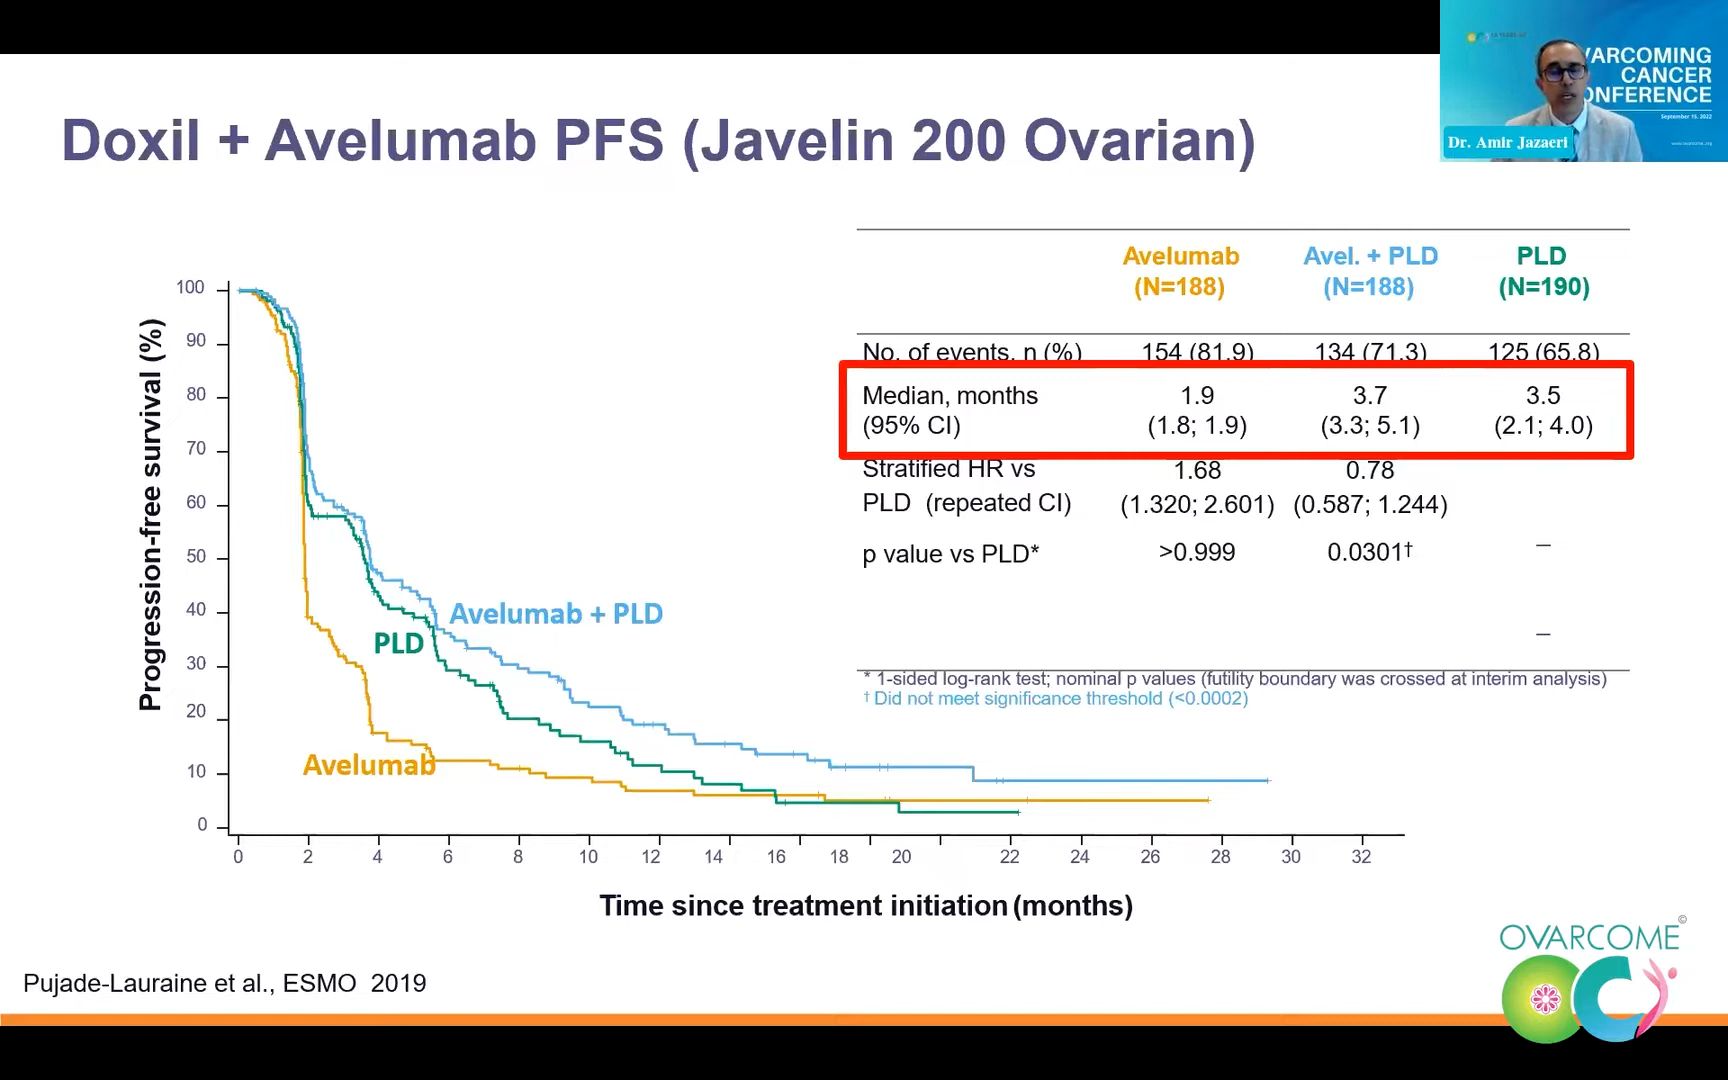 VARCOMING
CANCER
ONFERENCE
September 15, 2022
www.ovarcome.org
Dr. Amir Jazaeri
Doxil + Avelumab PFS (Javelin 200 Ovarian)
Avelumab Avel. + PLD PLD
(N=188) (N=188) (N=190)
No. of events, n (%) 154 (81.9) 134 (71.3) 125 (65.8)
Median, months 1.9 3.7 3.5
(95% CI) (1.8; 1.9) (3.3; 5.1) (2.1; 4.0)
Stratified HR vs 1.68 0.78
PLD (repeated CI) (1.320; 2.601) (0.587; 1.244)
p value vs PLD* >0.999 0.0301† –
–
* 1-sided log-rank test; nominal p values (futility boundary was crossed at interim analysis)
† Did not meet significance threshold (<0.0002)
Progression-free survival (%)
100
90
80
70
60
50
40
30
20
10
0
Avelumab + PLD
PLD
Avelumab
0 2 4 6 8 10 12 14 16 18 20 22 24 26 28 30 32
Time since treatment initiation (months)
Pujade-Lauraine et al., ESMO 2019
OVARCOME©